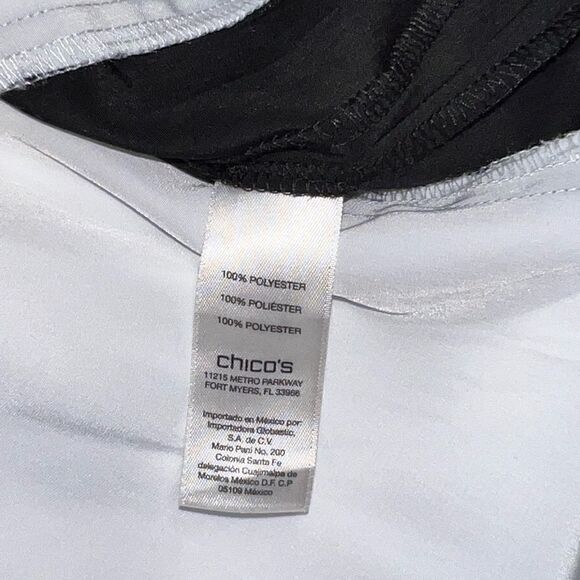 100% POLYESTER
100% POLIÉSTER
100% POLYESTER
chico's
11215 METRO PARKWAY
FORT MYERS, FL 33966
Importado en México por:
Importadora Globastic,
S.A. de C.V.
Mario Pani No. 200
Colonia Santa Fe
delegación Cuajimalpa de
Morelos México D.F. C.P
05109 México